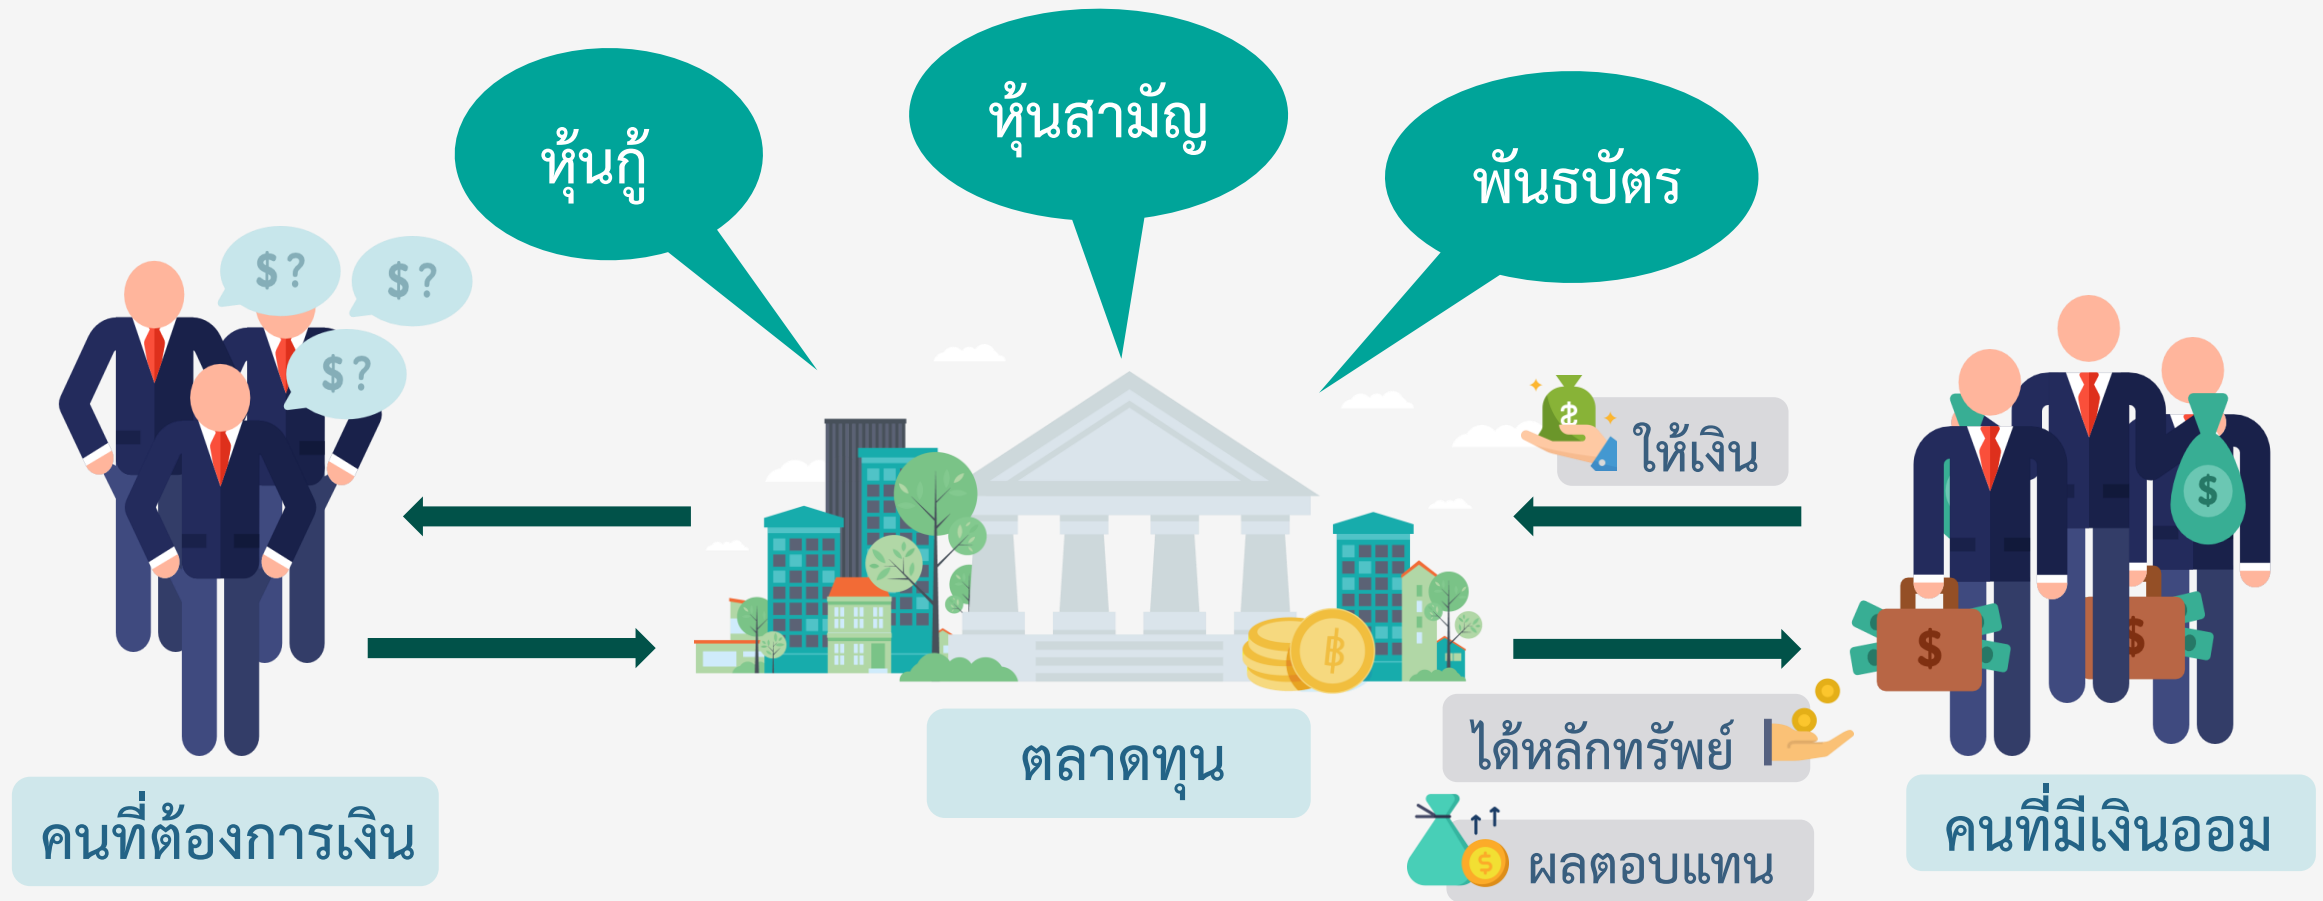 หุ้นกู้
หุ้นสามัญ
พันธบัตร
$?
$?
$?
ให้เงิน
$
$
$
฿
ได้หลักทรัพย์
ตลาดทุน
คนที่ต้องการเงิน
คนที่มีเงินออม
$
ผลตอบแทน